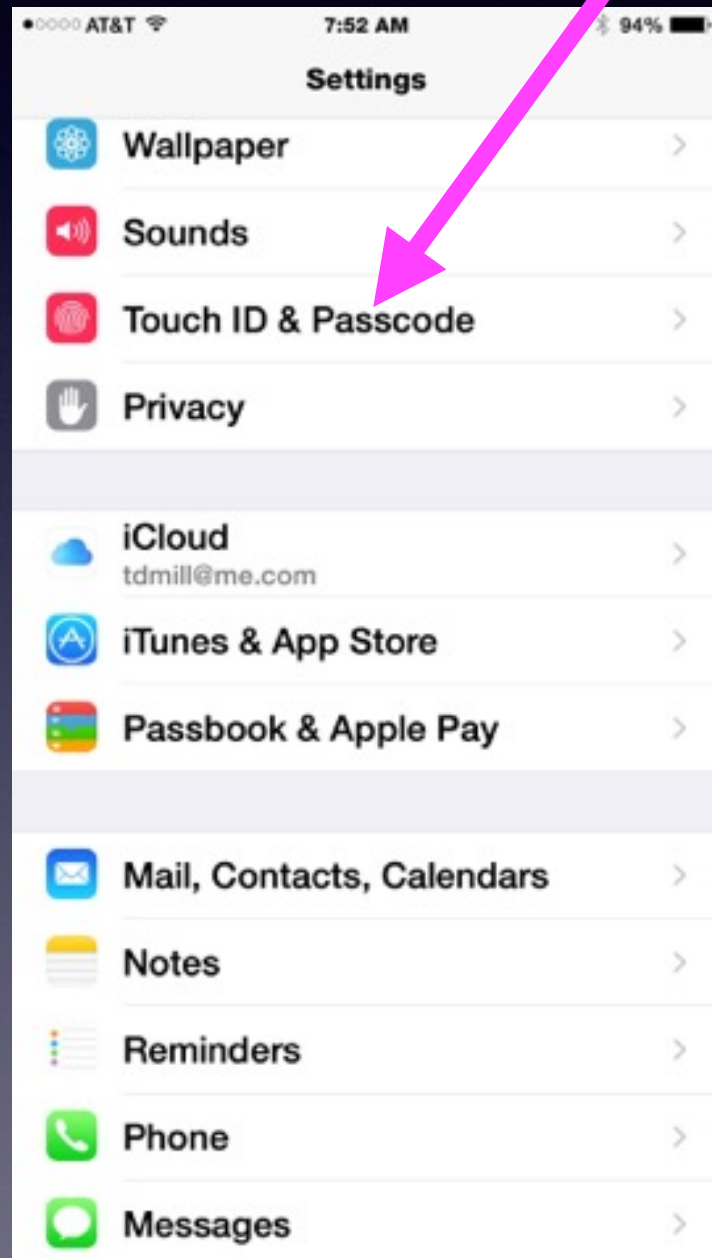 AT&T 7:52 AM 94%
Settings
Wallpaper
Sounds
Touch ID & Passcode
Privacy
iCloud
tdmill@me.com
iTunes & App Store
Passbook & Apple Pay
Mail, Contacts, Calendars
Notes
Reminders
Phone
Messages